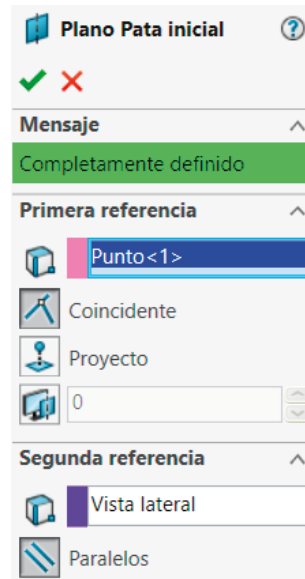 Plano Pata inicial
Mensaje
Completamente definido
Primera referencia
Punto<1>
Coincidente
Proyecto
0
Segunda referencia
Vista lateral
Paralelos